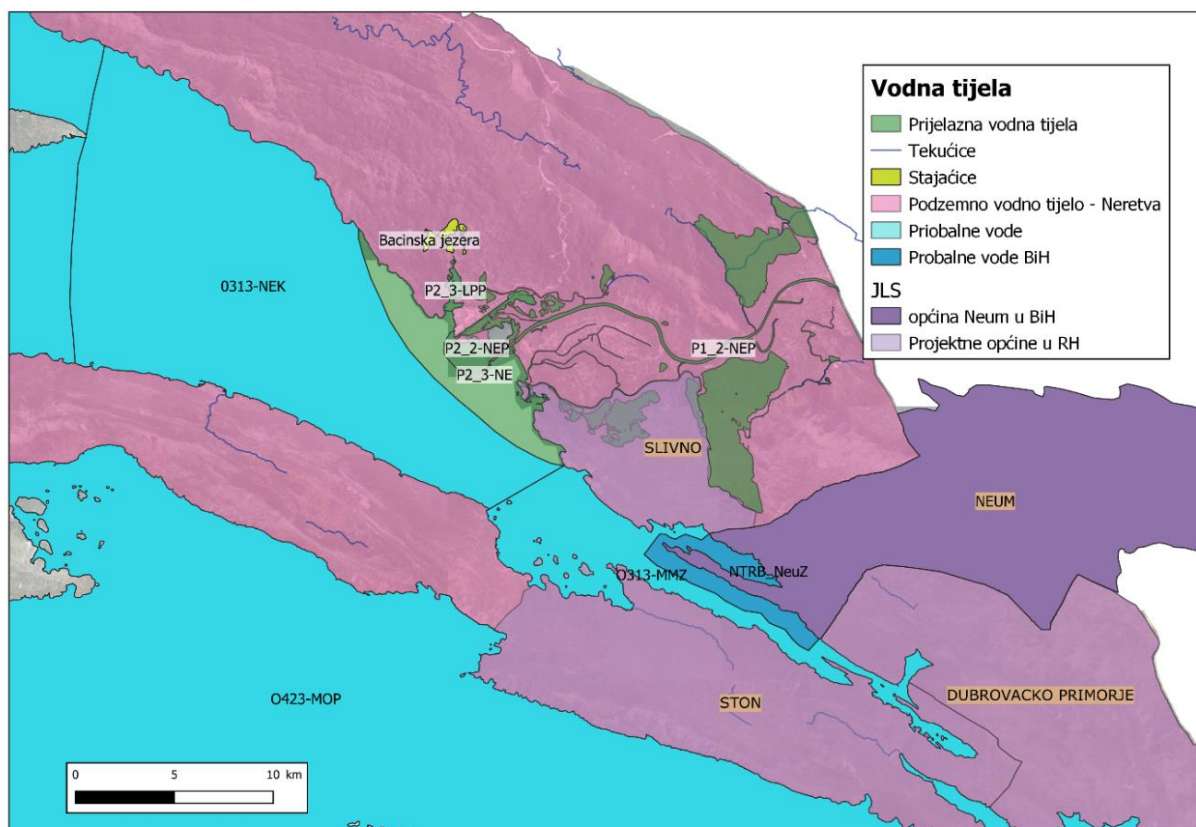 Vodna tijela
Prijelazna vodna tijela
Tekućice
Stajaćice
Podzemno vodno tijelo - Neretva
Priobalne vode
Probalne vode BiH
JLS
općina Neum u BiH
Projektne općine u RH
Bacinska jezera
0313-NEK
P2_3-LPP
P2_2-NEP
P1_2-NEP
P2_3-NE
SLIVNO
NEUM
O313-MMZ
NTRB_NeuZ
O423-MOP
STON
DUBROVACKO PRIMORJE
0 5 10 km